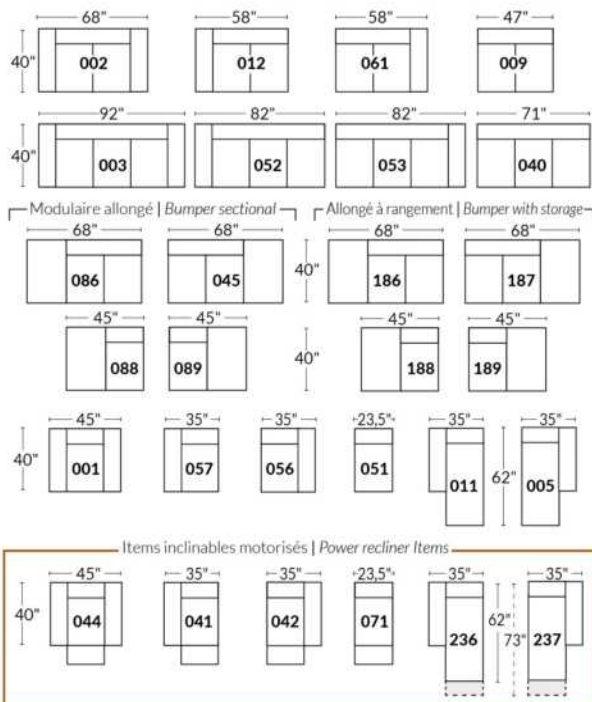 68" 58" 58" 47"
40" 002 012 061 009
92" 82" 82" 71"
40" 003 052 053 040
Modulaire allongé | Bumper sectional Allongé à rangement | Bumper with storage
68" 68" 68" 68"
086 045 40" 186 187
45" 45" 45" 45"
088 089 40" 188 189
45" 35" 35" 23,5" 35" 35"
40" 001 057 056 051 011 62" 005
Items inclinables motorisés | Power recliner Items
45" 35" 35" 23,5" 35" 35"
40" 044 041 042 071 236 62" 73" 237